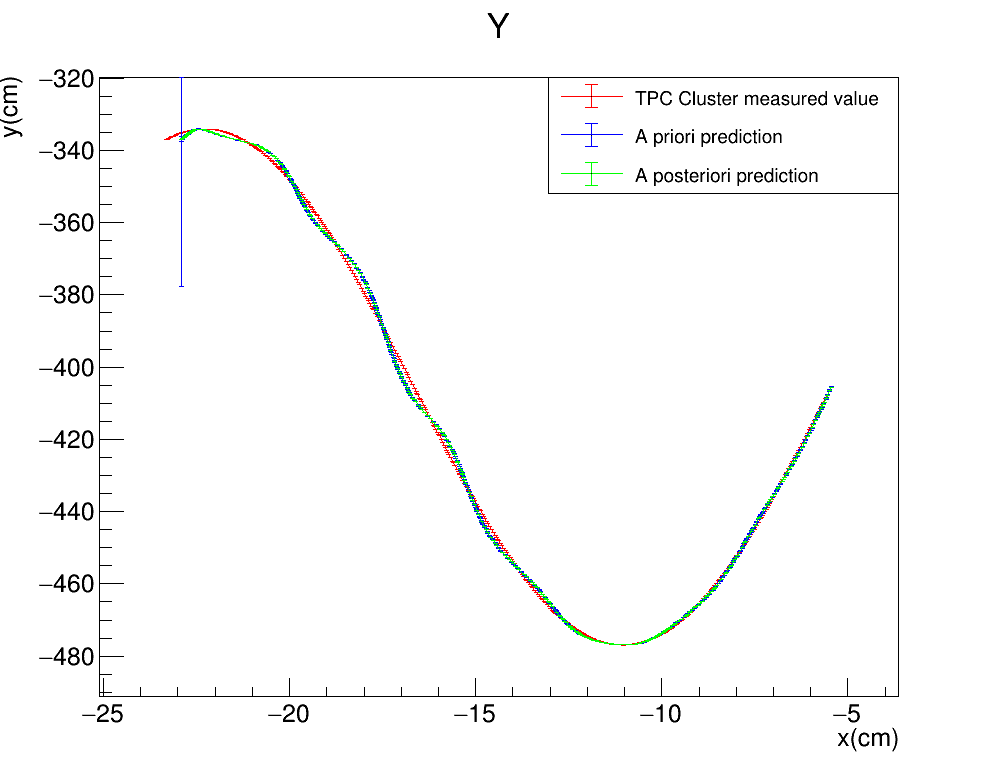 Y
y(cm)
−320
−340
−360
−380
−400
−420
−440
−460
−480
TPC Cluster measured value
A priori prediction
A posteriori prediction
−25 −20 −15 −10 −5
x(cm)